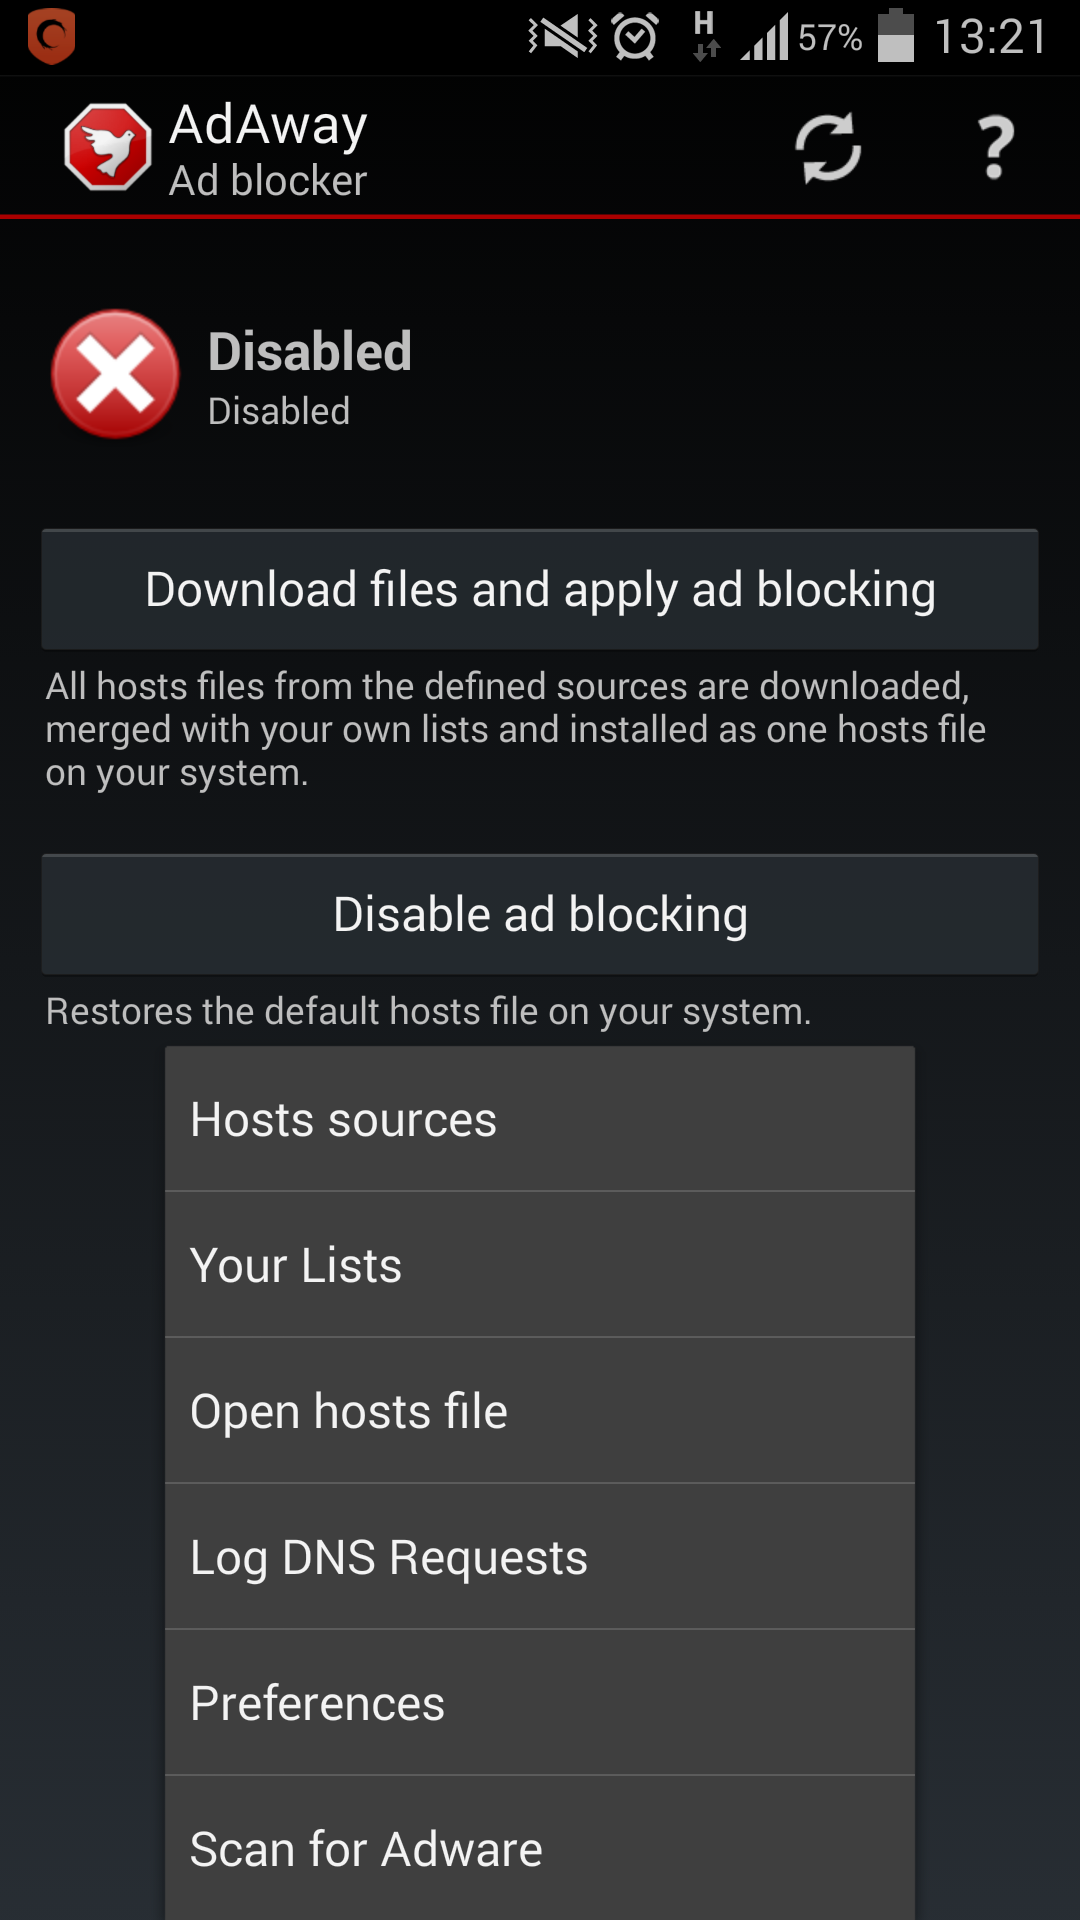 H 57% 13:21
AdAway
Ad blocker
?
Disabled
Disabled
Download files and apply ad blocking
All hosts files from the defined sources are downloaded,
merged with your own lists and installed as one hosts file
on your system.
Disable ad blocking
Restores the default hosts file on your system.
Hosts sources
Your Lists
Open hosts file
Log DNS Requests
Preferences
Scan for Adware